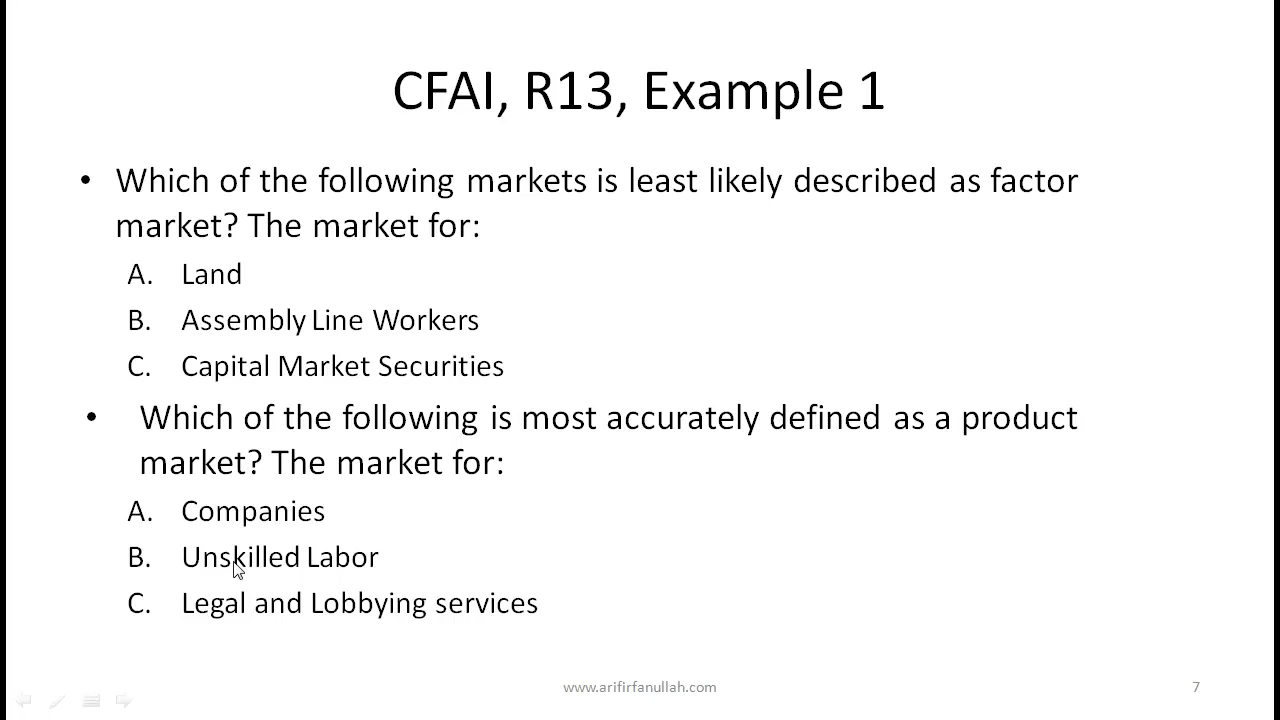 CFAI, R13, Example 1
• Which of the following markets is least likely described as factor
market? The market for:
A. Land
B. Assembly Line Workers
C. Capital Market Securities
• Which of the following is most accurately defined as a product
market? The market for:
A. Companies
B. Unskilled Labor
C. Legal and Lobbying services
www.arifirfanullah.com 7